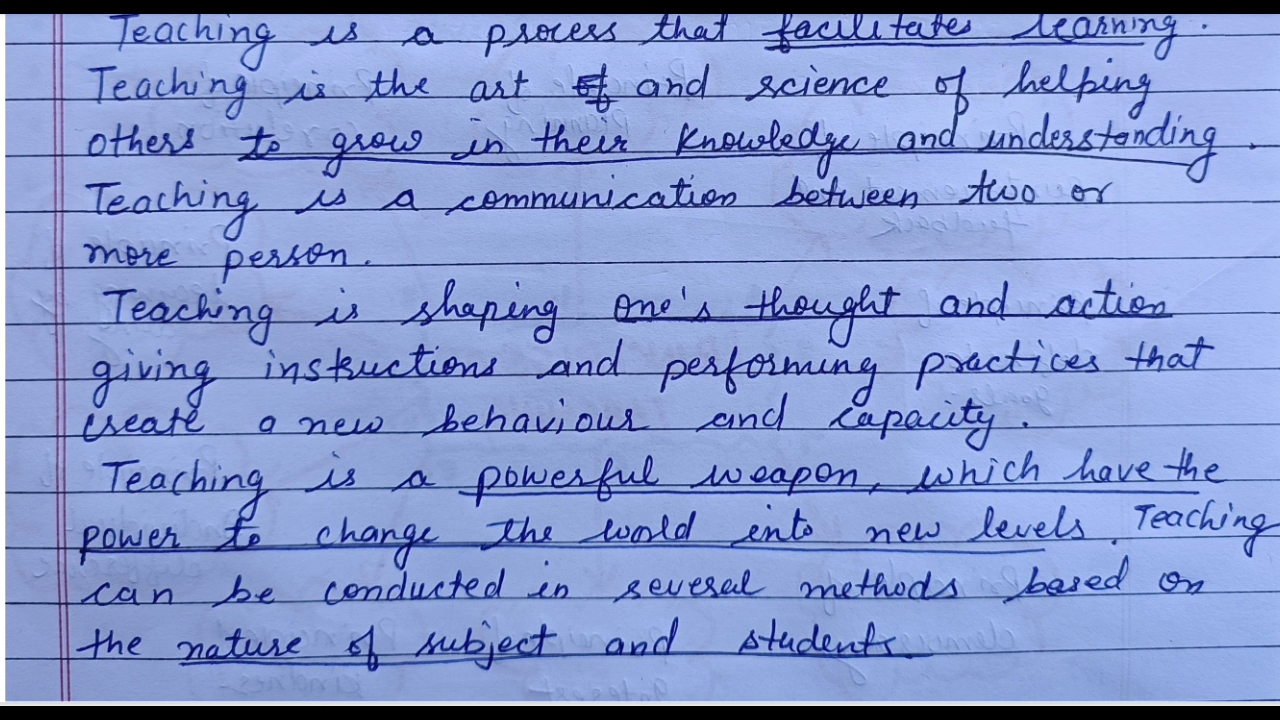 Teaching is a process that facilitates learning.
Teaching is the art of and science of helping
others to grow in their knowledge and understanding.
Teaching is a communication between two or
more person.
Teaching is shaping one's thought and action
giving instructions and performing practices that
create a new behaviour and capacity.
Teaching is a powerful weapon, which have the
power to change the world into new levels. Teaching
can be conducted in several methods based on
the nature of subject and students.